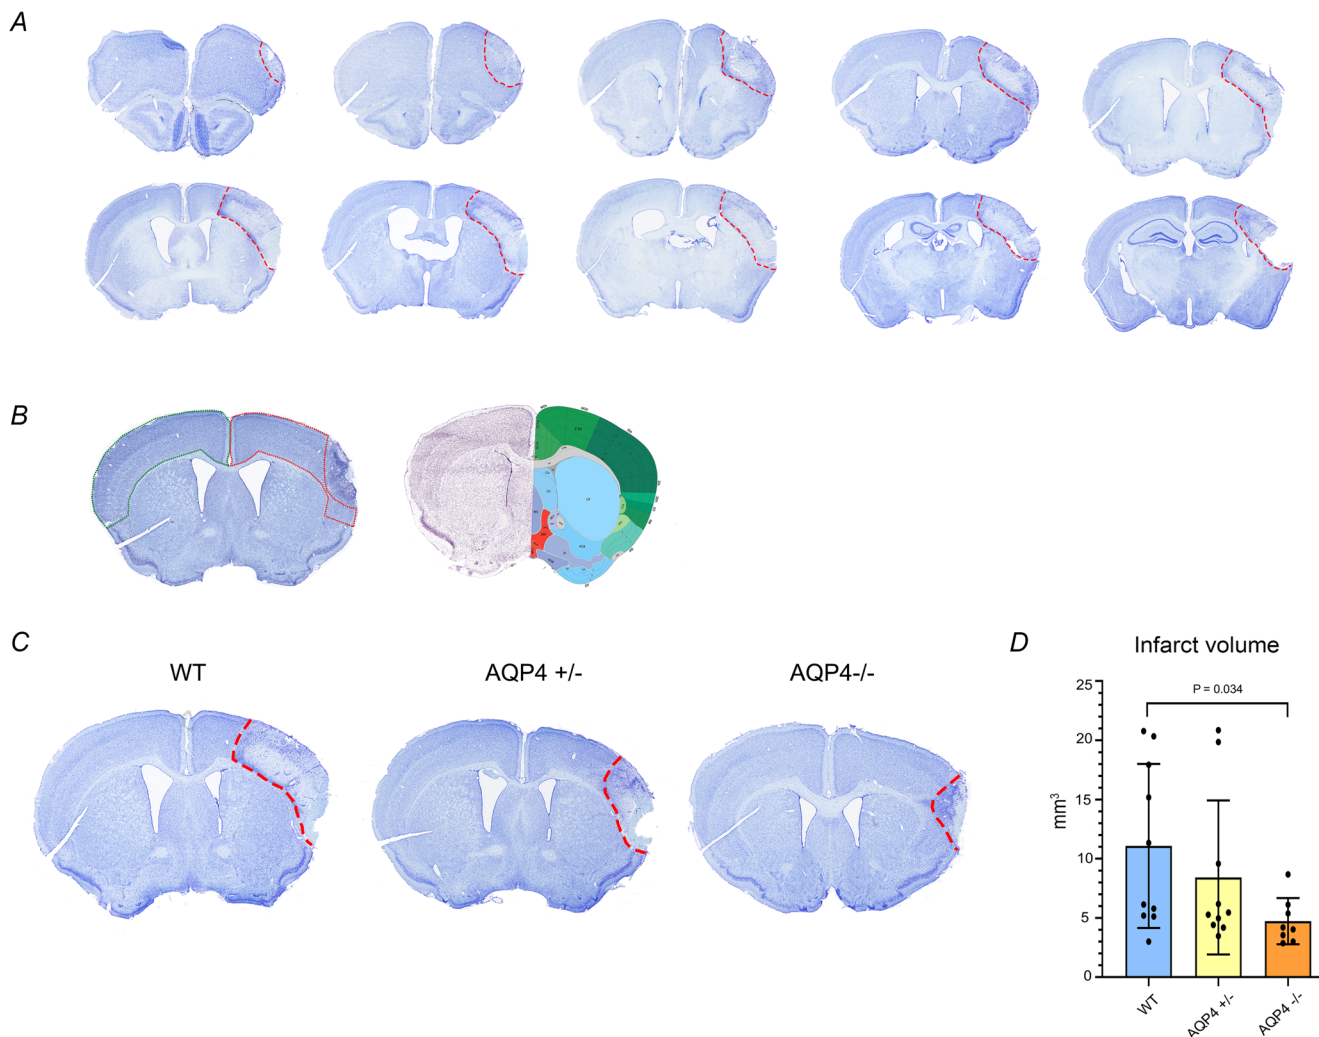 A
B
C
WT
AQP4 +/-
AQP4-/-
D
Infarct volume
P = 0.034
25
20
15
10
5
0
mm³
WT
AQP4 +/-
AQP4 -/-